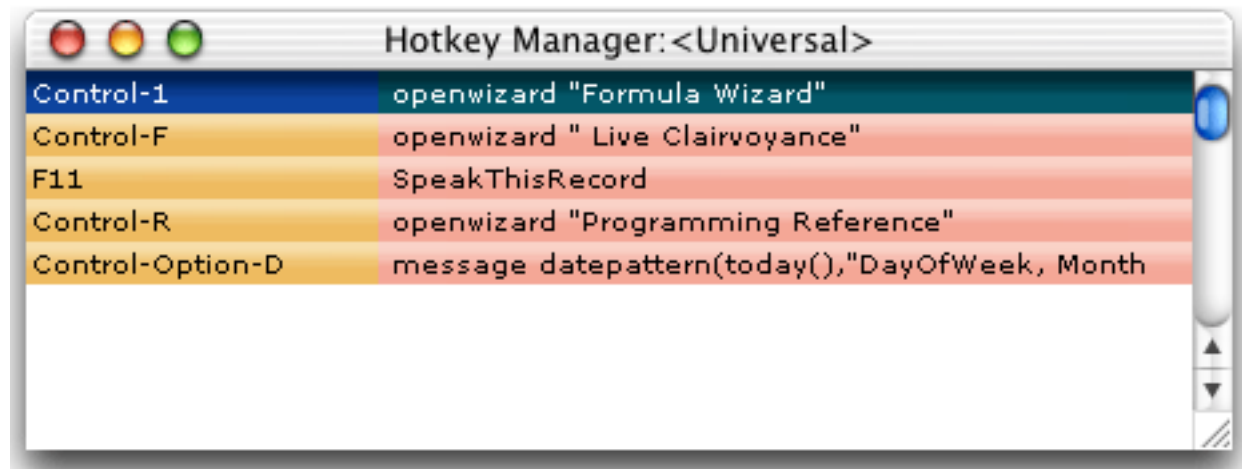 Hotkey Manager:<Universal>
Control-1 openwizard "Formula Wizard"
Control-F openwizard " Live Clairvoyance"
F11 SpeakThisRecord
Control-R openwizard "Programming Reference"
Control-Option-D message datepattern(today(),"DayOfWeek, Month